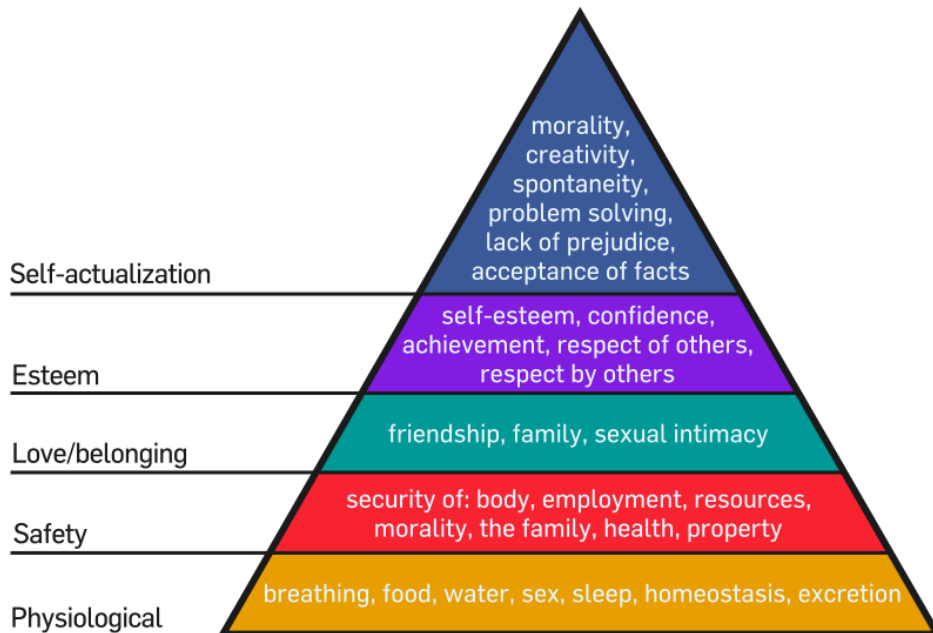 morality,
creativity,
spontaneity,
problem solving,
lack of prejudice,
acceptance of facts
Self-actualization
self-esteem, confidence,
achievement, respect of others,
respect by others
Esteem
friendship, family, sexual intimacy
Love/belonging
security of: body, employment, resources,
morality, the family, health, property
Safety
breathing, food, water, sex, sleep, homeostasis, excretion
Physiological